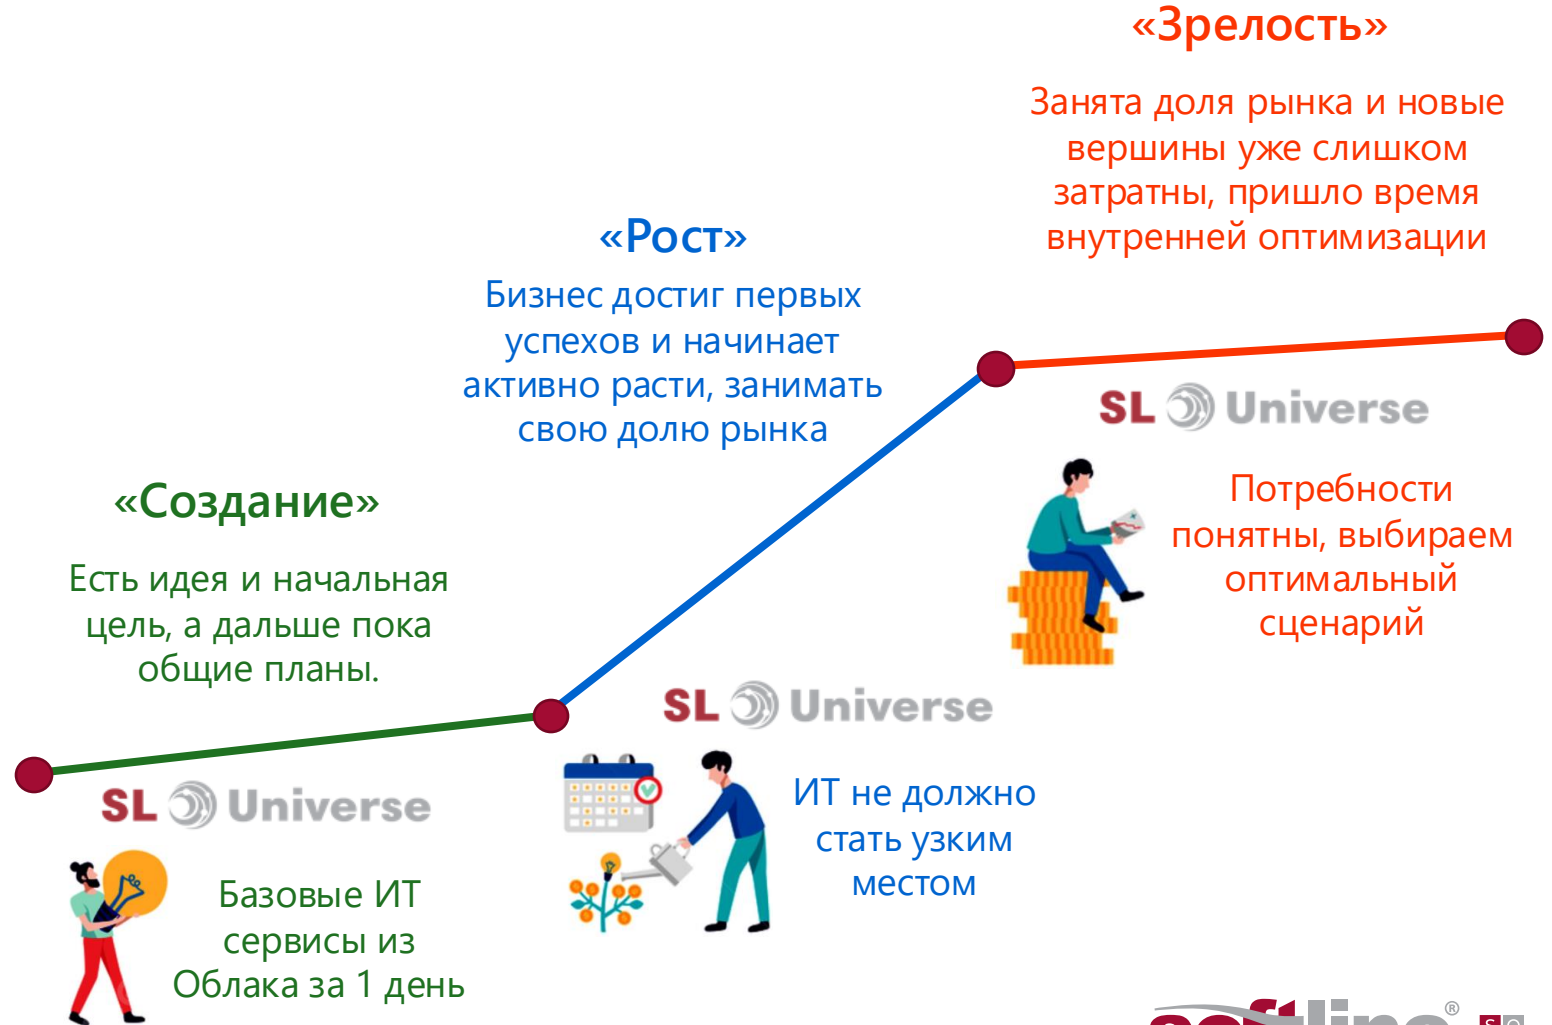 «Зрелость»
Занята доля рынка и новые
вершины уже слишком
затратны, пришло время
внутренней оптимизации
«Рост»
Бизнес достиг первых
успехов и начинает
активно расти, занимать
свою долю рынка
SL Universe
Потребности
понятны, выбираем
оптимальный
сценарий
«Создание»
Есть идея и начальная
цель, а дальше пока
общие планы.
SL Universe
ИТ не должно
стать узким
местом
SL Universe
Базовые ИТ
сервисы из
Облака за 1 день
softline®